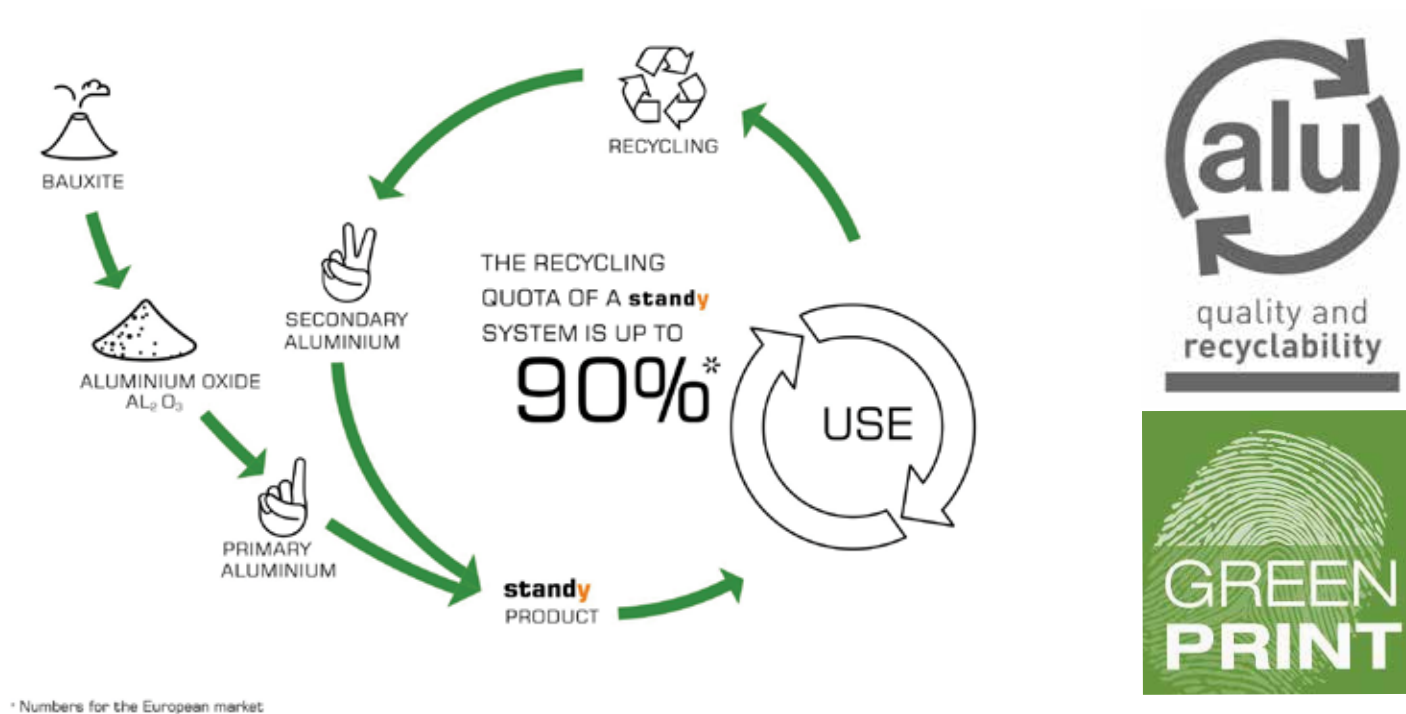 RECYCLING
BAUXITE
THE RECYCLING
QUOTA OF A standy
SYSTEM IS UP TO
90%*
SECONDARY
ALUMINIUM
ALUMINIUM OXIDE
AL₂ O₃
USE
PRIMARY
ALUMINIUM
standy
PRODUCT
* Numbers for the European market
alu
quality and
recyclability
GREEN
PRINT